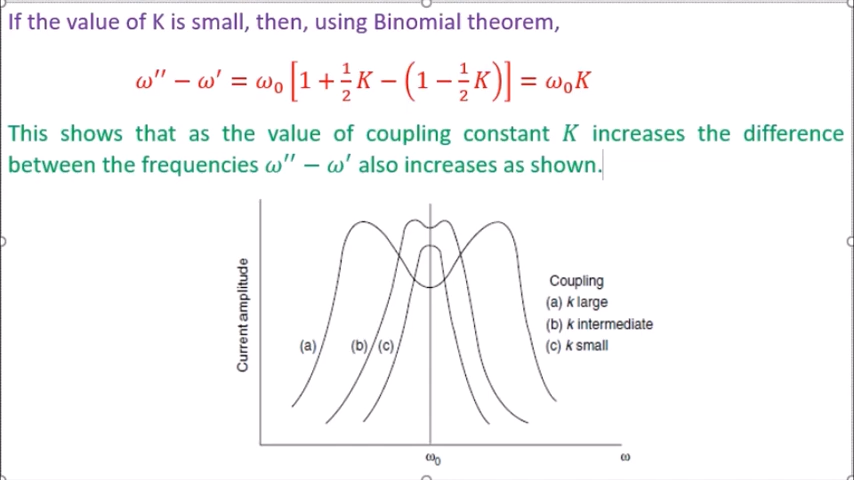 If the value of K is small, then, using Binomial theorem,
ω′′ − ω′ = ω₀ [1 + ½K − (1 − ½K)] = ω₀K
This shows that as the value of coupling constant K increases the difference
between the frequencies ω′′ − ω′ also increases as shown.
Current amplitude
Coupling
(a) k large
(b) k intermediate
(c) k small
(a) (b) (c)
ω₀ ω